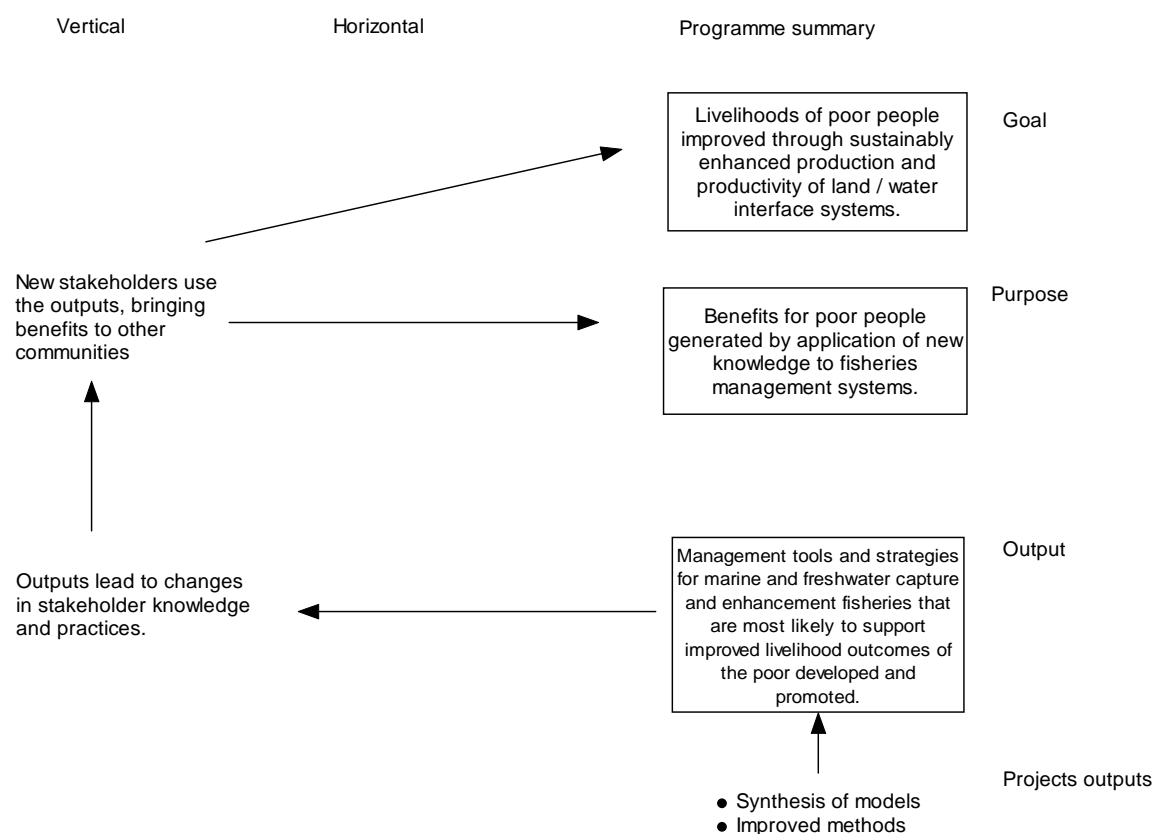 Vertical
Horizontal
Programme summary
Livelihoods of poor people
improved through sustainably
enhanced production and
productivity of land / water
interface systems.
Goal
New stakeholders use
the outputs, bringing
benefits to other
communities
Benefits for poor people
generated by application of new
knowledge to fisheries
management systems.
Purpose
Outputs lead to changes
in stakeholder knowledge
and practices.
Management tools and strategies
for marine and freshwater capture
and enhancement fisheries that
are most likely to support
improved livelihood outcomes of
the poor developed and
promoted.
Output
Projects outputs
● Synthesis of models
● Improved methods